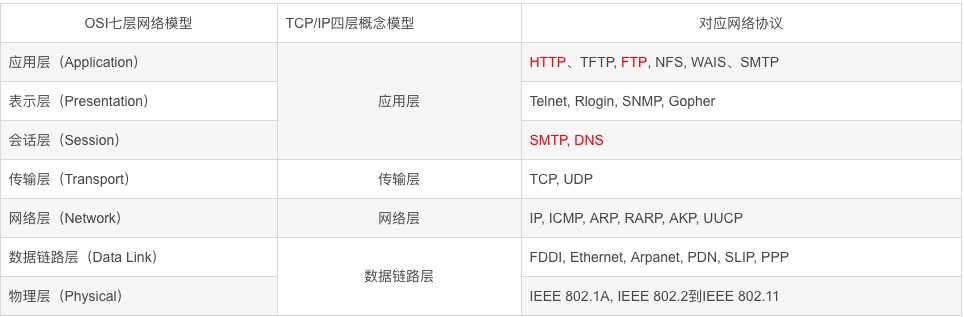 OSI七层网络模型 TCP/IP四层概念模型 对应网络协议
应用层（Application） HTTP、TFTP, FTP, NFS, WAIS、SMTP
表示层（Presentation） 应用层 Telnet, Rlogin, SNMP, Gopher
会话层（Session） SMTP, DNS
传输层（Transport） 传输层 TCP, UDP
网络层（Network） 网络层 IP, ICMP, ARP, RARP, AKP, UUCP
数据链路层（Data Link） FDDI, Ethernet, Arpanet, PDN, SLIP, PPP
数据链路层
物理层（Physical） IEEE 802.1A, IEEE 802.2到IEEE 802.11